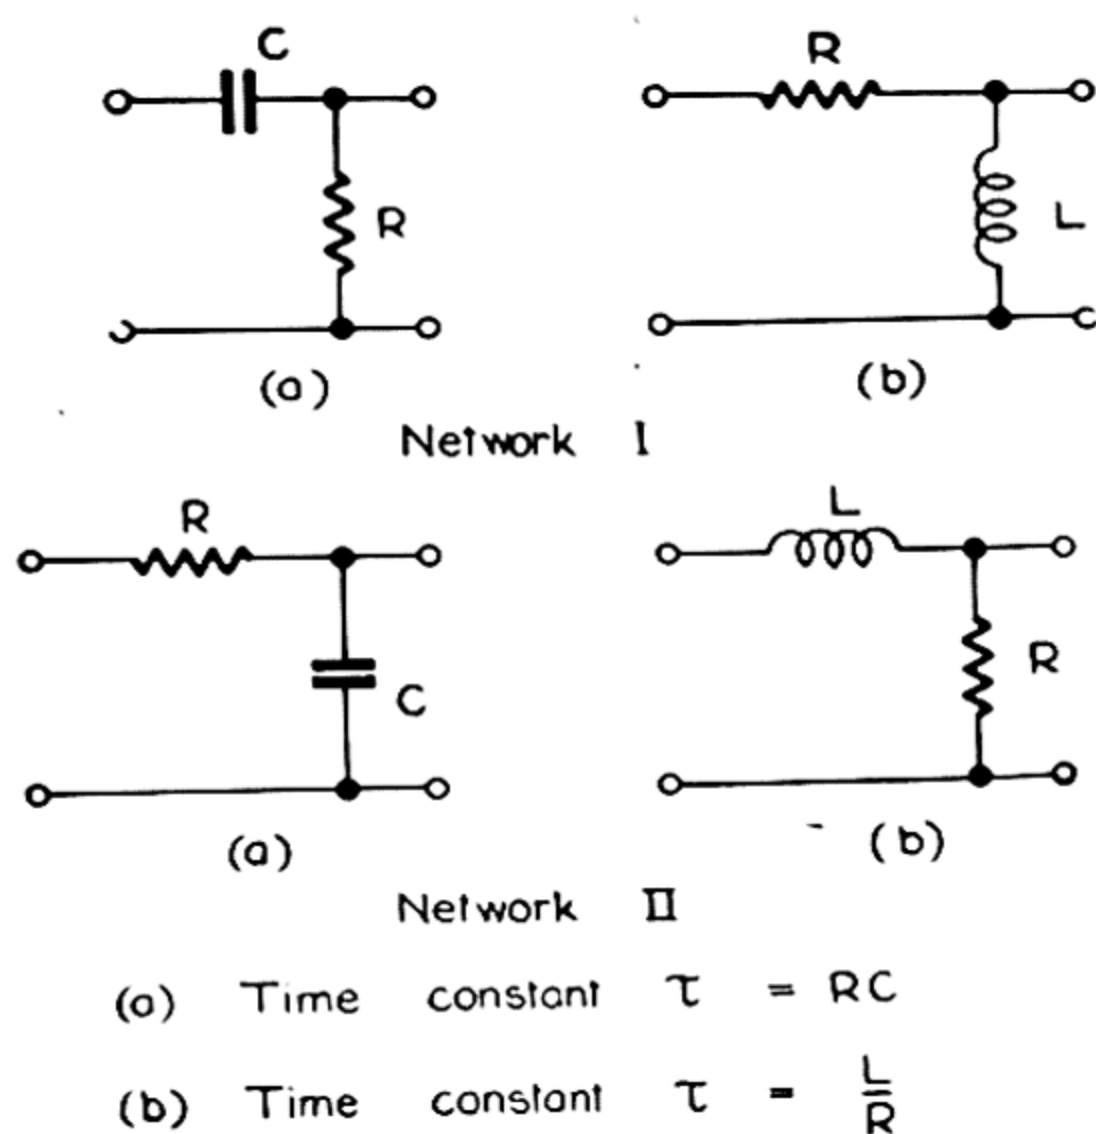 C
R
R
L
(a)
(b)
Network I
R
C
L
R
(a)
(b)
Network II
(a) Time constant τ = RC
(b) Time constant τ = L/R